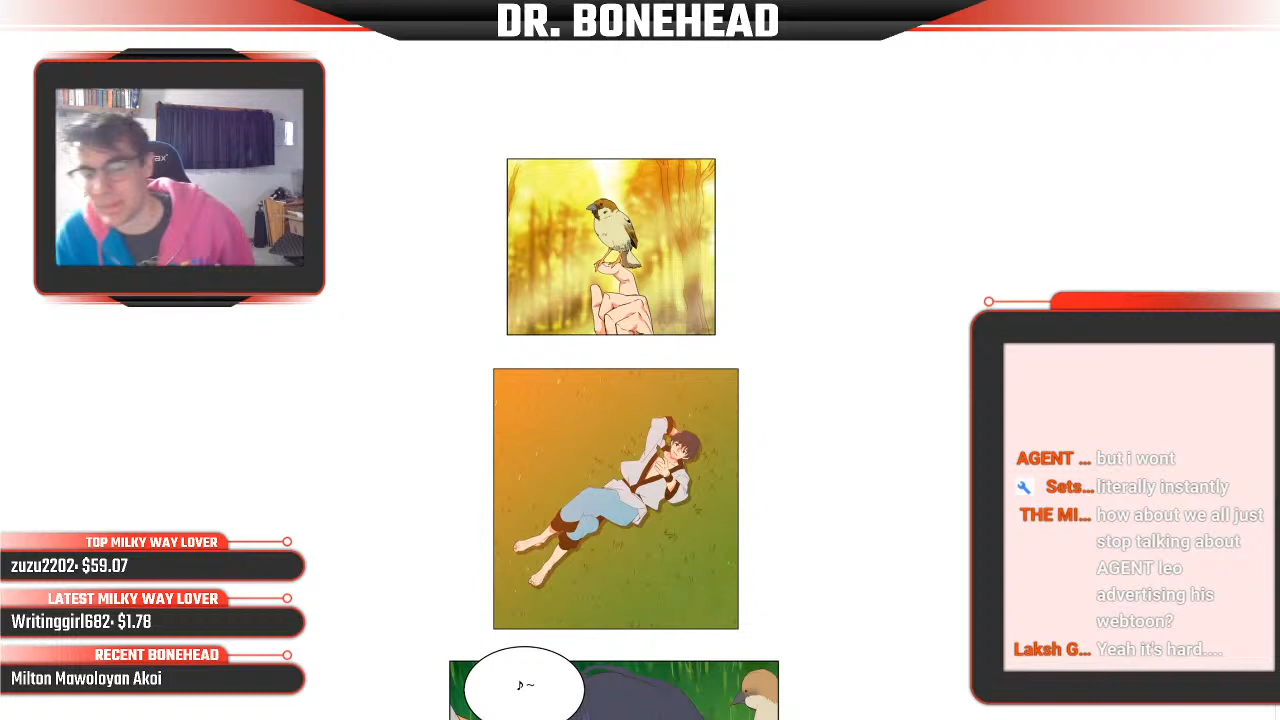 DR. BONEHEAD
AGENT ... but i wont
Sets... literally instantly
THE MI... how about we all just
stop talking about
AGENT leo
advertising his
webtoon?
Laksh G... Yeah it's hard....
TOP MILKY WAY LOVER
zuzu2202: $59.07
LATEST MILKY WAY LOVER
Writinggirl682: $1.78
RECENT BONEHEAD
Milton Mawoloyan Akoi
♪~